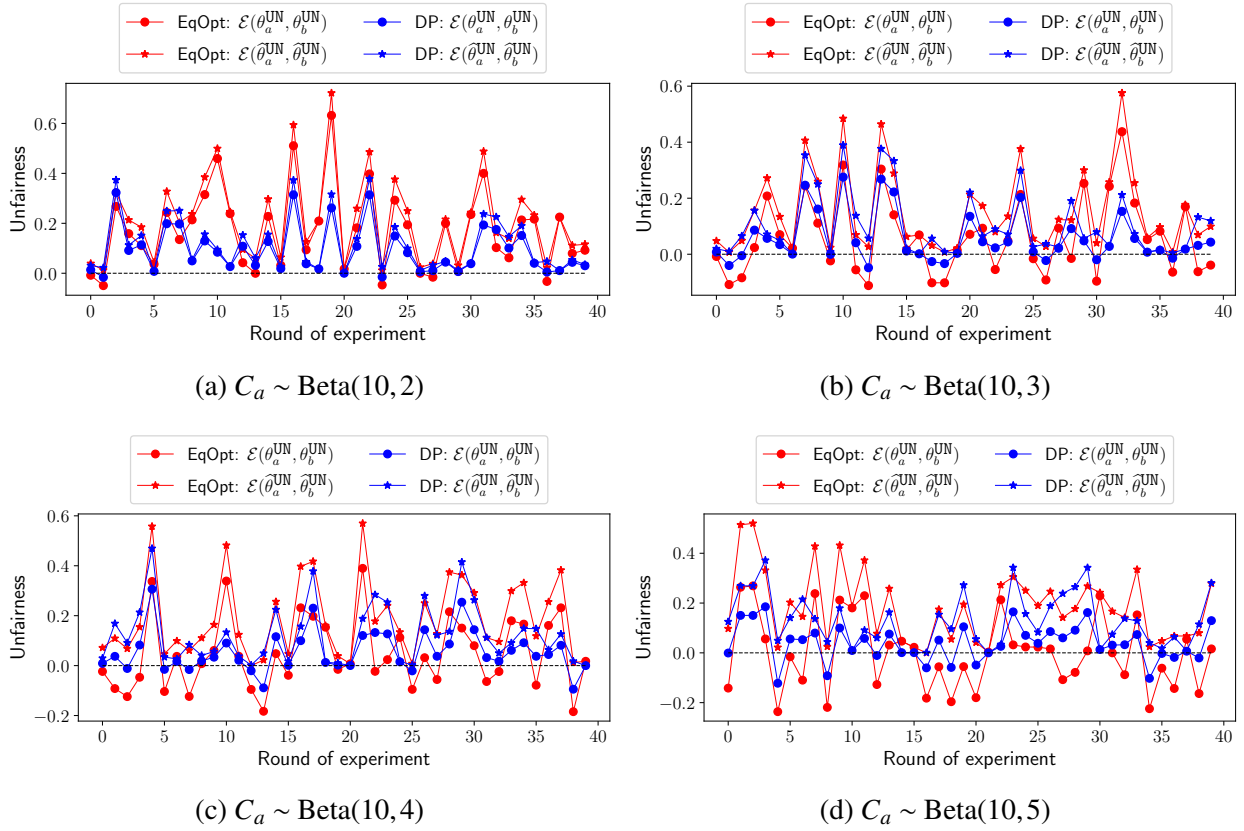 EqOpt: ℰ(θ_a^UN, θ_b^UN) DP: ℰ(θ_a^UN, θ_b^UN)
EqOpt: ℰ(θ̂_a^UN, θ̂_b^UN) DP: ℰ(θ̂_a^UN, θ̂_b^UN)
Unfairness
0.6
0.4
0.2
0.0
0 5 10 15 20 25 30 35 40
Round of experiment
(a) C_a ~ Beta(10,2)
EqOpt: ℰ(θ_a^UN, θ_b^UN) DP: ℰ(θ_a^UN, θ_b^UN)
EqOpt: ℰ(θ̂_a^UN, θ̂_b^UN) DP: ℰ(θ̂_a^UN, θ̂_b^UN)
Unfairness
0.6
0.4
0.2
0.0
0 5 10 15 20 25 30 35 40
Round of experiment
(b) C_a ~ Beta(10,3)
EqOpt: ℰ(θ_a^UN, θ_b^UN) DP: ℰ(θ_a^UN, θ_b^UN)
EqOpt: ℰ(θ̂_a^UN, θ̂_b^UN) DP: ℰ(θ̂_a^UN, θ̂_b^UN)
Unfairness
0.6
0.4
0.2
0.0
−0.2
0 5 10 15 20 25 30 35 40
Round of experiment
(c) C_a ~ Beta(10,4)
EqOpt: ℰ(θ_a^UN, θ_b^UN) DP: ℰ(θ_a^UN, θ_b^UN)
EqOpt: ℰ(θ̂_a^UN, θ̂_b^UN) DP: ℰ(θ̂_a^UN, θ̂_b^UN)
Unfairness
0.4
0.2
0.0
−0.2
0 5 10 15 20 25 30 35 40
Round of experiment
(d) C_a ~ Beta(10,5)